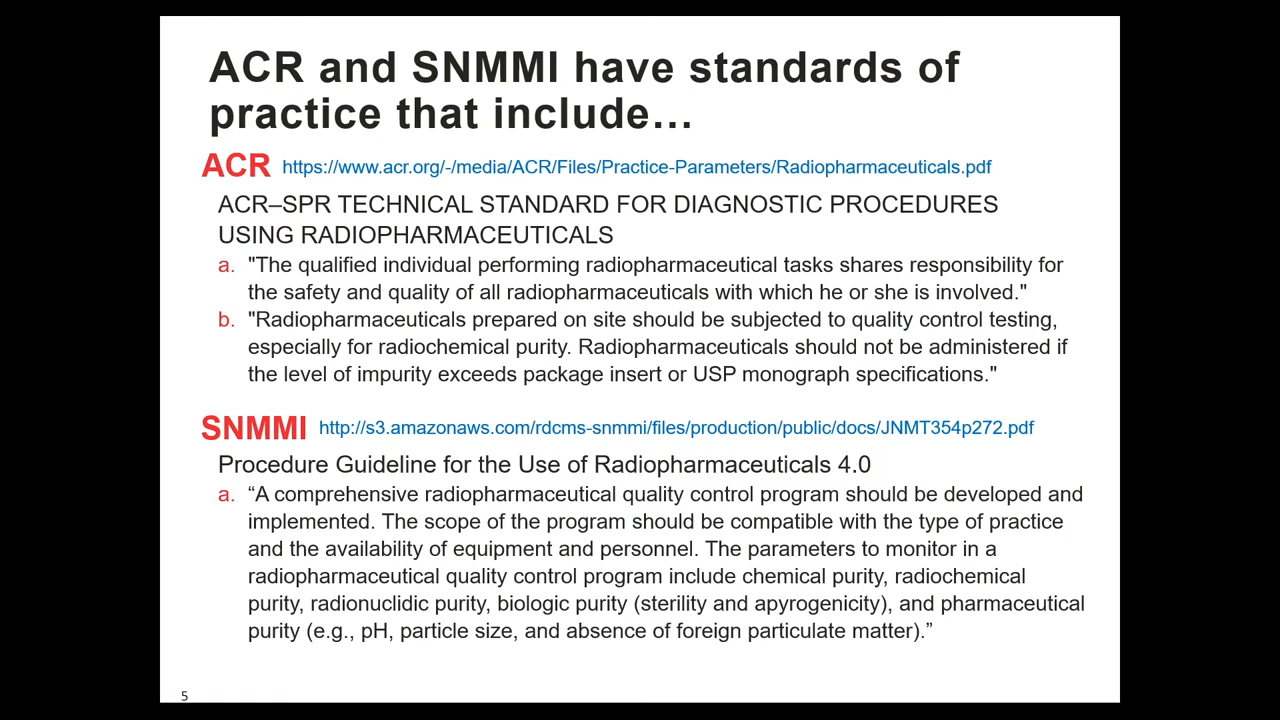 ACR and SNMMI have standards of
practice that include…
ACR https://www.acr.org/-/media/ACR/Files/Practice-Parameters/Radiopharmaceuticals.pdf
ACR–SPR TECHNICAL STANDARD FOR DIAGNOSTIC PROCEDURES
USING RADIOPHARMACEUTICALS
a. "The qualified individual performing radiopharmaceutical tasks shares responsibility for
the safety and quality of all radiopharmaceuticals with which he or she is involved."
b. "Radiopharmaceuticals prepared on site should be subjected to quality control testing,
especially for radiochemical purity. Radiopharmaceuticals should not be administered if
the level of impurity exceeds package insert or USP monograph specifications."
SNMMI http://s3.amazonaws.com/rdcms-snmmi/files/production/public/docs/JNMT354p272.pdf
Procedure Guideline for the Use of Radiopharmaceuticals 4.0
a. “A comprehensive radiopharmaceutical quality control program should be developed and
implemented. The scope of the program should be compatible with the type of practice
and the availability of equipment and personnel. The parameters to monitor in a
radiopharmaceutical quality control program include chemical purity, radiochemical
purity, radionuclidic purity, biologic purity (sterility and apyrogenicity), and pharmaceutical
purity (e.g., pH, particle size, and absence of foreign particulate matter).”
5